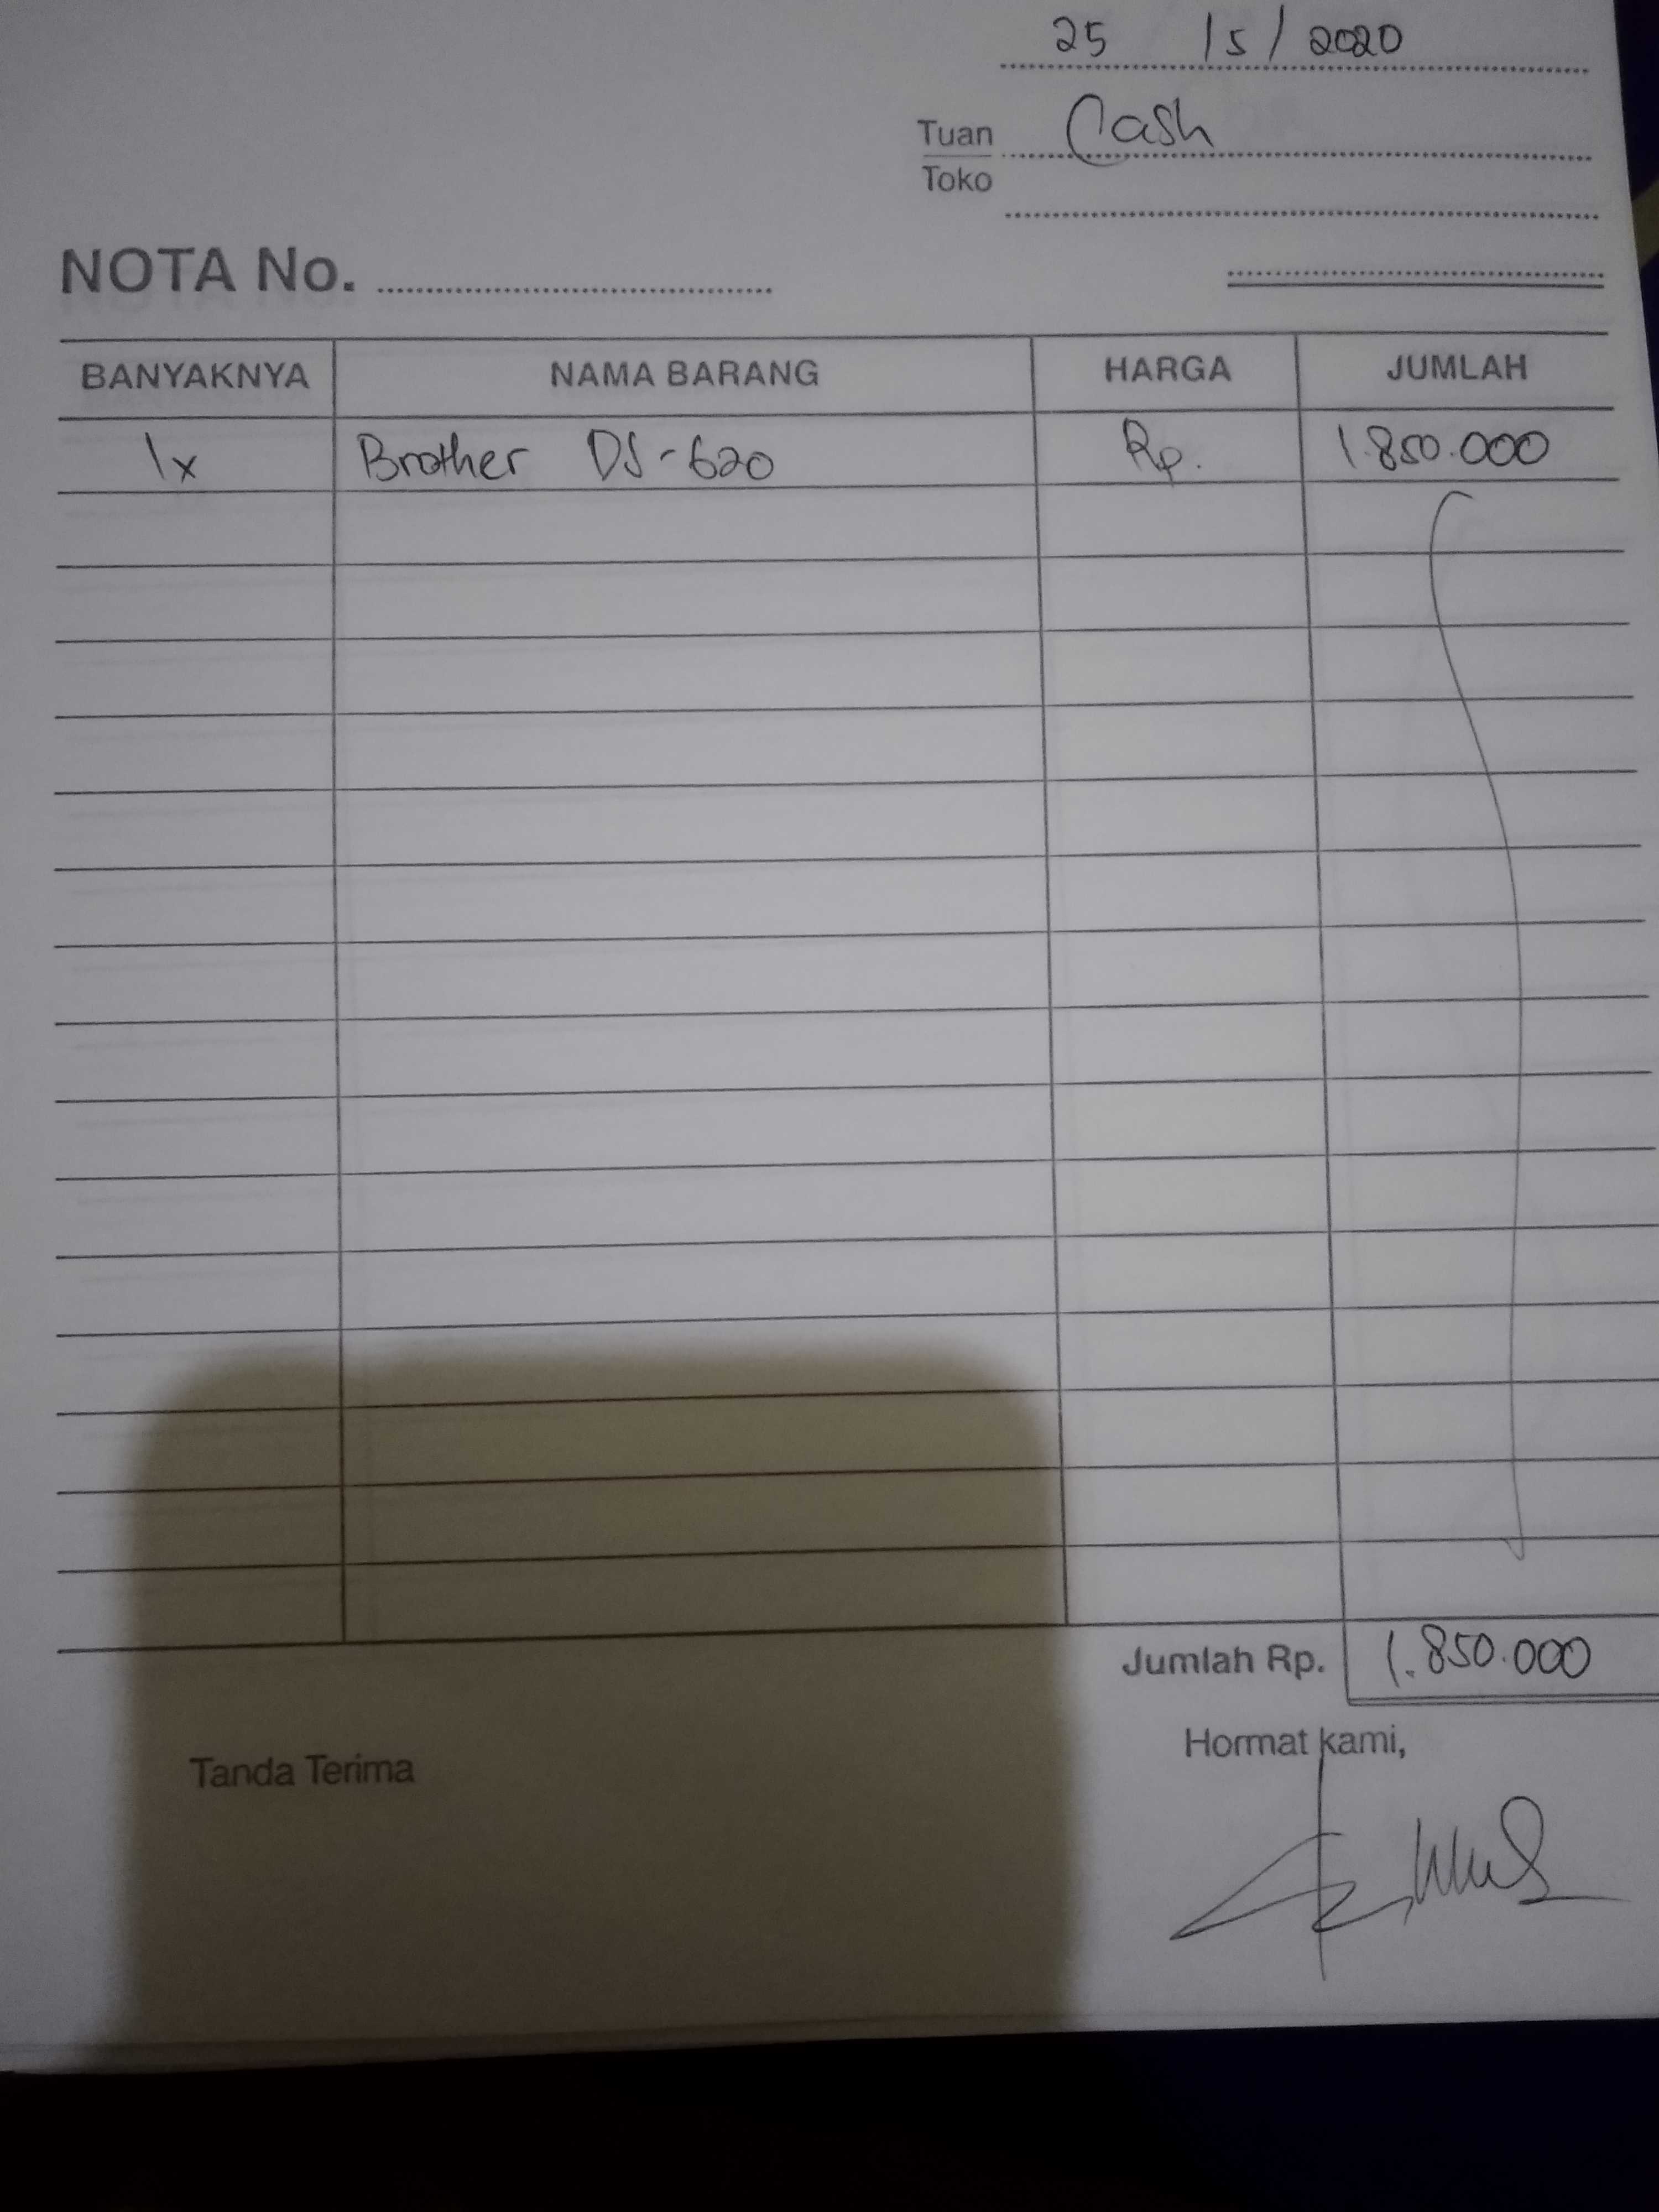 25 / 5 / 2020
Tuan Cash
Toko
NOTA No.
BANYAKNYA NAMA BARANG HARGA JUMLAH
1x Brother DS-620 Rp. 1.850.000
Jumlah Rp. 1.850.000
Tanda Terima Hormat kami,